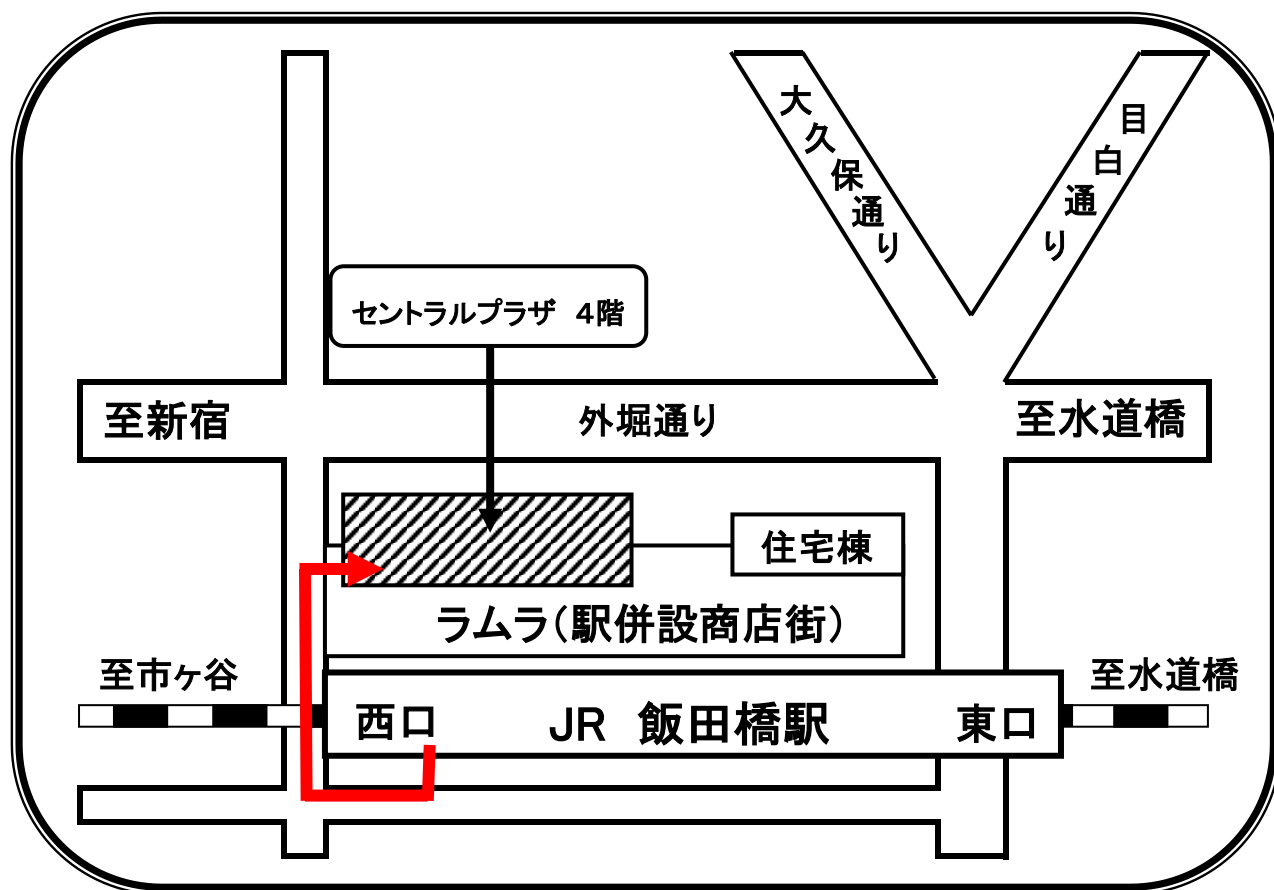 大久保通り
目白通り
セントラルプラザ ４階
至新宿
外堀通り
至水道橋
住宅棟
ラムラ（駅併設商店街）
至市ヶ谷
至水道橋
西口
JR 飯田橋駅
東口